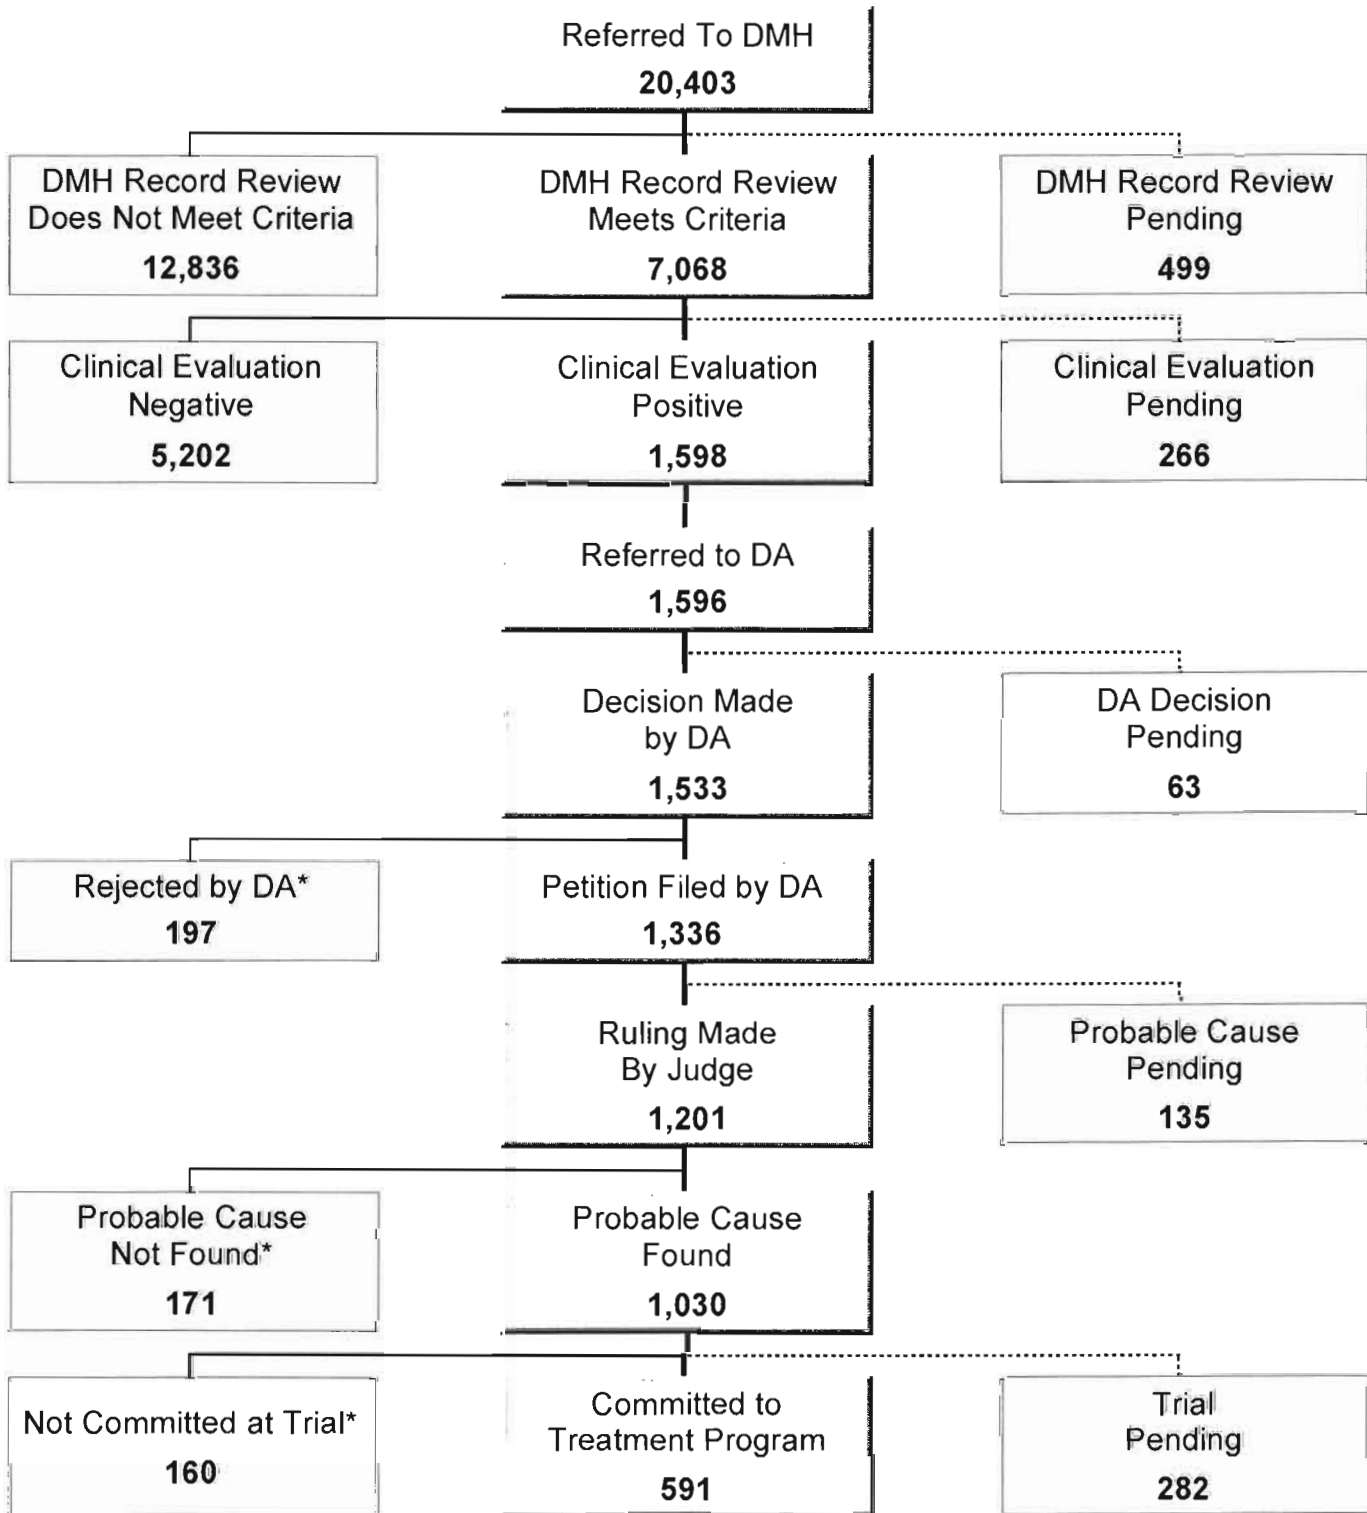 Referred To DMH
20,403
DMH Record Review
Does Not Meet Criteria
12,836
DMH Record Review
Meets Criteria
7,068
DMH Record Review
Pending
499
Clinical Evaluation
Negative
5,202
Clinical Evaluation
Positive
1,598
Clinical Evaluation
Pending
266
Referred to DA
1,596
Decision Made
by DA
1,533
DA Decision
Pending
63
Rejected by DA*
197
Petition Filed by DA
1,336
Ruling Made
By Judge
1,201
Probable Cause
Pending
135
Probable Cause
Not Found*
171
Probable Cause
Found
1,030
Not Committed at Trial*
160
Committed to
Treatment Program
591
Trial
Pending
282